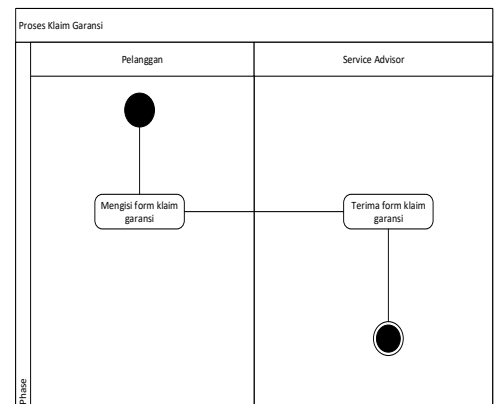 Proses Klaim Garansi
Pelanggan
Service Advisor
Mengisi form klaim
garansi
Terima form klaim
garansi
Phase